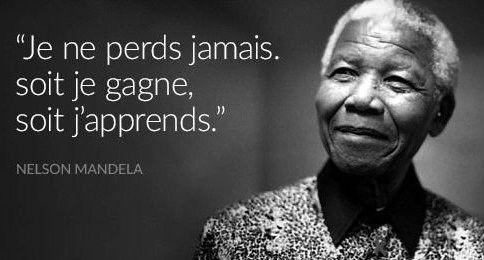 “Je ne perds jamais.
soit je gagne,
soit j’apprends.”
NELSON MANDELA